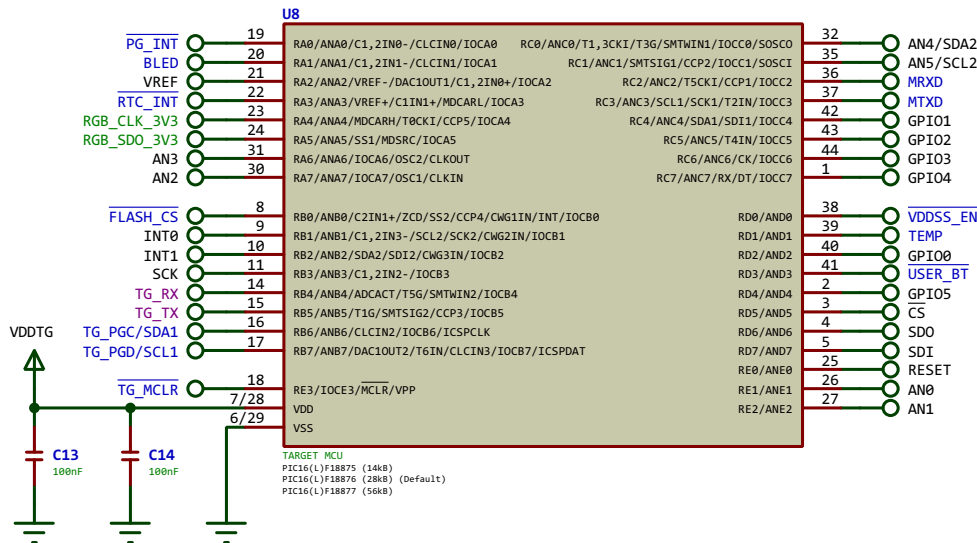 U8
PG_INT 19 RA0/ANA0/C1,2IN0-/CLCIN0/IOCA0 RC0/ANC0/T1,3CKI/T3G/SMTWIN1/IOCC0/SOSCO 32 AN4/SDA2
BLED 20 RA1/ANA1/C1,2IN1-/CLCIN1/IOCA1 RC1/ANC1/SMTSIG1/CCP2/IOCC1/SOSCI 35 AN5/SCL2
VREF 21 RA2/ANA2/VREF-/DAC1OUT1/C1,2IN0+/IOCA2 RC2/ANC2/T5CKI/CCP1/IOCC2 36 MRXD
RTC_INT 22 RA3/ANA3/VREF+/C1IN1+/MDCARL/IOCA3 RC3/ANC3/SCL1/SCK1/T2IN/IOCC3 37 MTXD
RGB_CLK_3V3 23 RA4/ANA4/MDCARH/T0CKI/CCP5/IOCA4 RC4/ANC4/SDA1/SDI1/IOCC4 42 GPIO1
RGB_SDO_3V3 24 RA5/ANA5/SS1/MDSRC/IOCA5 RC5/ANC5/T4IN/IOCC5 43 GPIO2
AN3 31 RA6/ANA6/IOCA6/OSC2/CLKOUT RC6/ANC6/CK/IOCC6 44 GPIO3
AN2 30 RA7/ANA7/IOCA7/OSC1/CLKIN RC7/ANC7/RX/DT/IOCC7 1 GPIO4
FLASH_CS 8 RB0/ANB0/C2IN1+/ZCD/SS2/CCP4/CWG1IN/INT/IOCB0 RD0/AND0 38 VDDSS_EN
INT0 9 RB1/ANB1/C1,2IN3-/SCL2/SCK2/CWG2IN/IOCB1 RD1/AND1 39 TEMP
INT1 10 RB2/ANB2/SDA2/SDI2/CWG3IN/IOCB2 RD2/AND2 40 GPIO0
SCK 11 RB3/ANB3/C1,2IN2-/IOCB3 RD3/AND3 41 USER_BT
TG_RX 14 RB4/ANB4/ADCACT/T5G/SMTWIN2/IOCB4 RD4/AND4 2 GPIO5
TG_TX 15 RB5/ANB5/T1G/SMTSIG2/CCP3/IOCB5 RD5/AND5 3 CS
TG_PGC/SDA1 16 RB6/ANB6/CLCIN2/IOCB6/ICSPCLK RD6/AND6 4 SDO
TG_PGD/SCL1 17 RB7/ANB7/DAC1OUT2/T6IN/CLCIN3/IOCB7/ICSPDAT RD7/AND7 5 SDI
RE0/ANE0 25 RESET
TG_MCLR 18 RE3/IOCE3/MCLR/VPP RE1/ANE1 26 AN0
7/28 VDD RE2/ANE2 27 AN1
6/29 VSS
VDDTG
C13
100nF
C14
100nF
TARGET MCU
PIC16(L)F18875 (14kB)
PIC16(L)F18876 (28kB) (Default)
PIC16(L)F18877 (56kB)